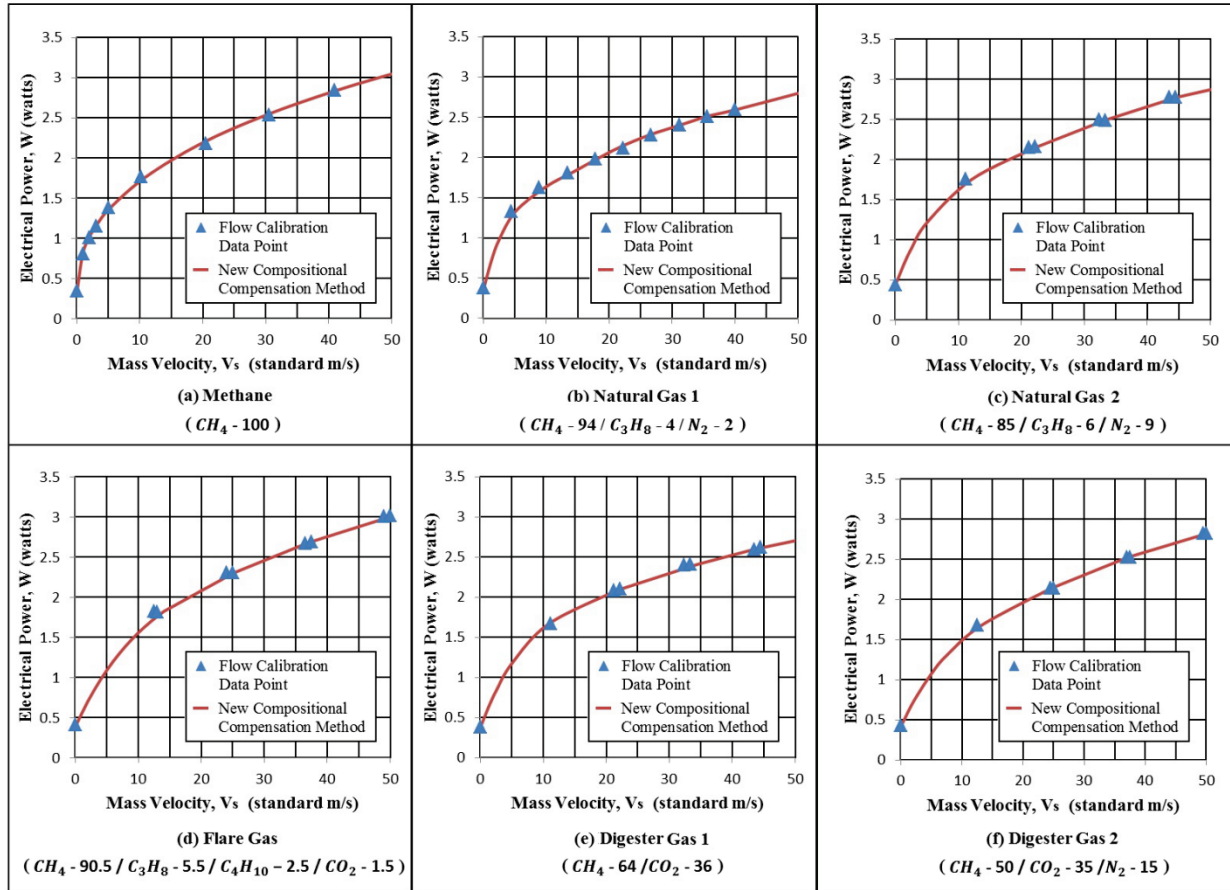 3.5
3
2.5
2
1.5
1
0.5
0
Electrical Power, W (watts)
Flow Calibration
Data Point
New Compositional
Compensation Method
0 10 20 30 40 50
Mass Velocity, Vs (standard m/s)
(a) Methane
( CH₄ - 100 )
3.5
3
2.5
2
1.5
1
0.5
0
Electrical Power, W (watts)
Flow Calibration
Data Point
New Compositional
Compensation Method
0 10 20 30 40 50
Mass Velocity, Vs (standard m/s)
(b) Natural Gas 1
( CH₄ - 94 / C₃H₈ - 4 / N₂ - 2 )
3.5
3
2.5
2
1.5
1
0.5
0
Electrical Power, W (watts)
Flow Calibration
Data Point
New Compositional
Compensation Method
0 10 20 30 40 50
Mass Velocity, Vs (standard m/s)
(c) Natural Gas 2
( CH₄ - 85 / C₃H₈ - 6 / N₂ - 9 )
3.5
3
2.5
2
1.5
1
0.5
0
Electrical Power, W (watts)
Flow Calibration
Data Point
New Compositional
Compensation Method
0 10 20 30 40 50
Mass Velocity, Vs (standard m/s)
(d) Flare Gas
( CH₄ - 90.5 / C₃H₈ - 5.5 / C₄H₁₀ – 2.5 / CO₂ - 1.5 )
3.5
3
2.5
2
1.5
1
0.5
0
Electrical Power, W (watts)
Flow Calibration
Data Point
New Compositional
Compensation Method
0 10 20 30 40 50
Mass Velocity, Vs (standard m/s)
(e) Digester Gas 1
( CH₄ - 64 /CO₂ - 36 )
3.5
3
2.5
2
1.5
1
0.5
0
Electrical Power, W (watts)
Flow Calibration
Data Point
New Compositional
Compensation Method
0 10 20 30 40 50
Mass Velocity, Vs (standard m/s)
(f) Digester Gas 2
( CH₄ - 50 / CO₂ - 35 /N₂ - 15 )